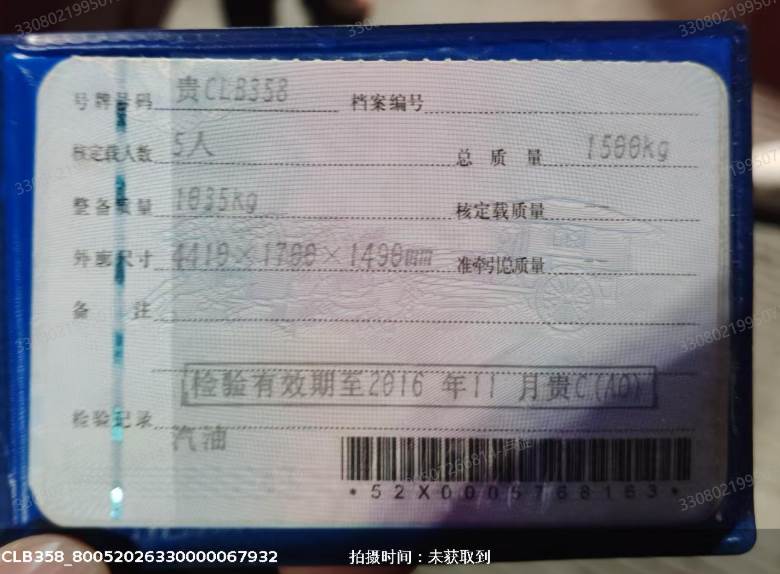 号牌号码 贵CLB358 档案编号
核定载人数 5人 总质量 1500kg
整备质量 1035kg 核定载质量
外廓尺寸 4410×1700×1490mm 准牵引总质量
备注
检验有效期至2016 年11 月贵C(AO)
检验记录
汽油
*52X0005768163*
CLB358_80052026330000067932 拍摄时间：未获取到